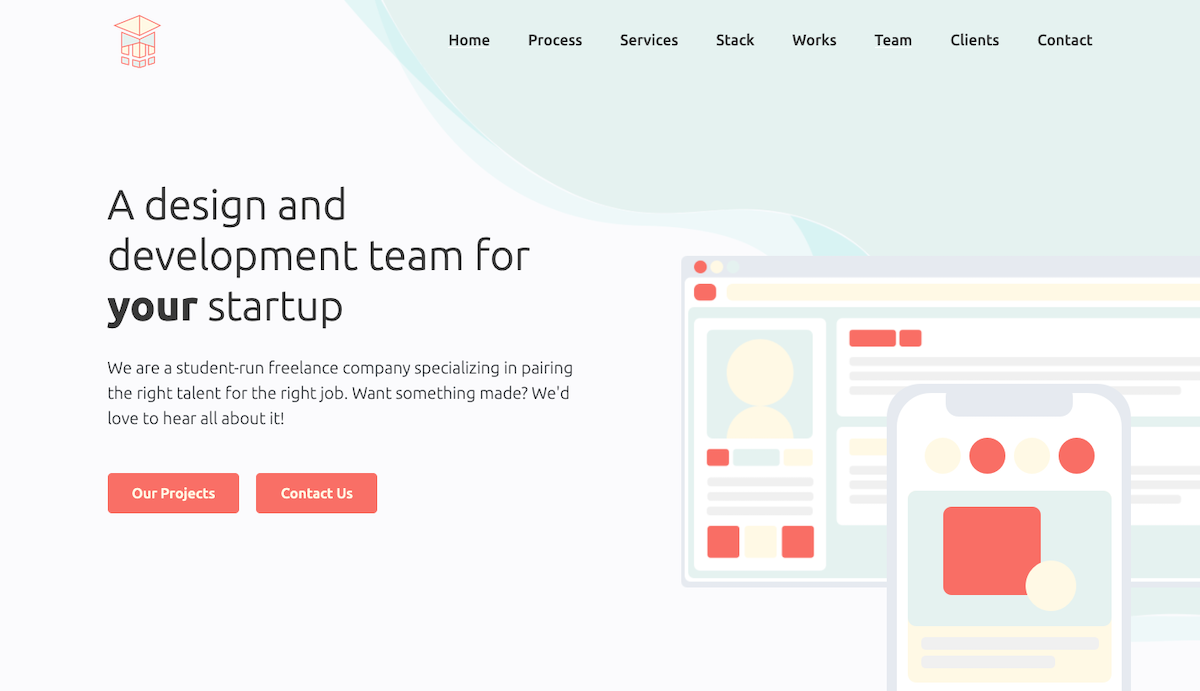 Home Process Services Stack Works Team Clients Contact
A design and
development team for
your startup
We are a student-run freelance company specializing in pairing
the right talent for the right job. Want something made? We'd
love to hear all about it!
Our Projects Contact Us